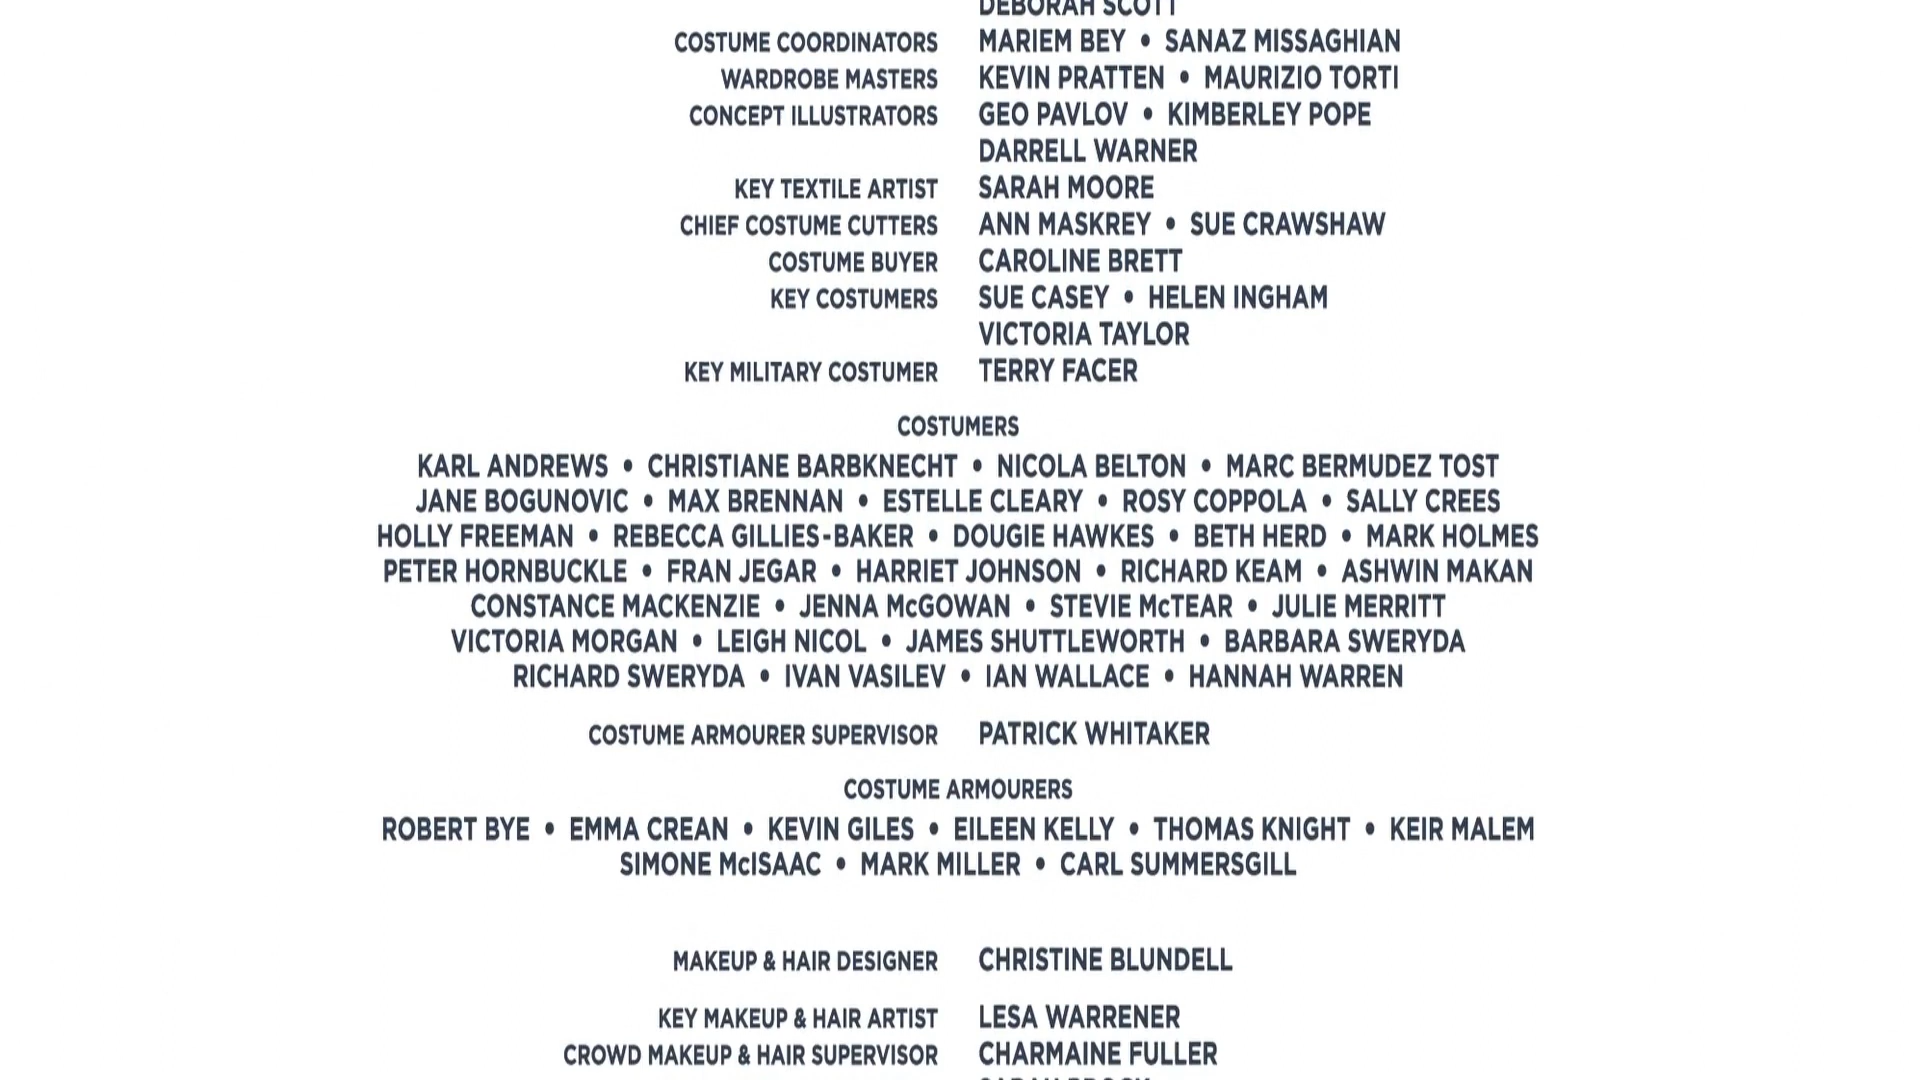 DEBORAH SCOTT
COSTUME COORDINATORS MARIEM BEY • SANAZ MISSAGHIAN
WARDROBE MASTERS KEVIN PRATTEN • MAURIZIO TORTI
CONCEPT ILLUSTRATORS GEO PAVLOV • KIMBERLEY POPE
DARRELL WARNER
KEY TEXTILE ARTIST SARAH MOORE
CHIEF COSTUME CUTTERS ANN MASKREY • SUE CRAWSHAW
COSTUME BUYER CAROLINE BRETT
KEY COSTUMERS SUE CASEY • HELEN INGHAM
VICTORIA TAYLOR
KEY MILITARY COSTUMER TERRY FACER
COSTUMERS
KARL ANDREWS • CHRISTIANE BARBKNECHT • NICOLA BELTON • MARC BERMUDEZ TOST
JANE BOGUNOVIC • MAX BRENNAN • ESTELLE CLEARY • ROSY COPPOLA • SALLY CREES
HOLLY FREEMAN • REBECCA GILLIES-BAKER • DOUGIE HAWKES • BETH HERD • MARK HOLMES
PETER HORNBUCKLE • FRAN JEGAR • HARRIET JOHNSON • RICHARD KEAM • ASHWIN MAKAN
CONSTANCE MACKENZIE • JENNA McGOWAN • STEVIE McTEAR • JULIE MERRITT
VICTORIA MORGAN • LEIGH NICOL • JAMES SHUTTLEWORTH • BARBARA SWERYDA
RICHARD SWERYDA • IVAN VASILEV • IAN WALLACE • HANNAH WARREN
COSTUME ARMOURER SUPERVISOR PATRICK WHITAKER
COSTUME ARMOURERS
ROBERT BYE • EMMA CREAN • KEVIN GILES • EILEEN KELLY • THOMAS KNIGHT • KEIR MALEM
SIMONE McISAAC • MARK MILLER • CARL SUMMERSGILL
MAKEUP & HAIR DESIGNER CHRISTINE BLUNDELL
KEY MAKEUP & HAIR ARTIST LESA WARRENER
CROWD MAKEUP & HAIR SUPERVISOR CHARMAINE FULLER